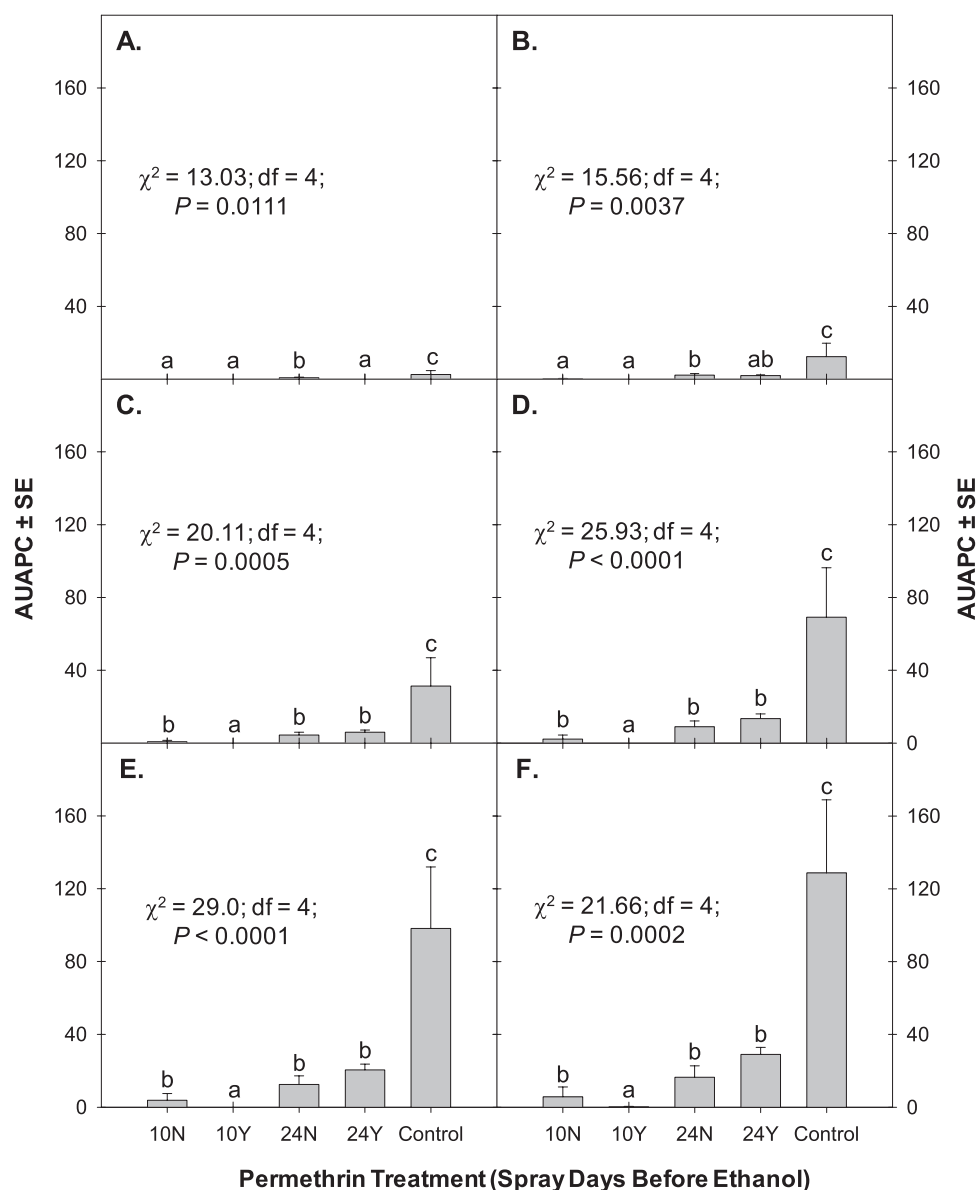 A.
B.
160
160
120
120
χ² = 13.03; df = 4;
P = 0.0111
χ² = 15.56; df = 4;
P = 0.0037
80
80
40
40
a a b a c
a a b ab c
C.
D.
160
160
120
120
χ² = 20.11; df = 4;
P = 0.0005
χ² = 25.93; df = 4;
P < 0.0001
80
80
40
40
b a b b c
b a b b c
0
AUAPC ± SE
AUAPC ± SE
E.
F.
160
160
120
120
χ² = 29.0; df = 4;
P < 0.0001
χ² = 21.66; df = 4;
P = 0.0002
80
80
40
40
b a b b c
b a b b c
0
0
10N 10Y 24N 24Y Control
10N 10Y 24N 24Y Control
Permethrin Treatment (Spray Days Before Ethanol)